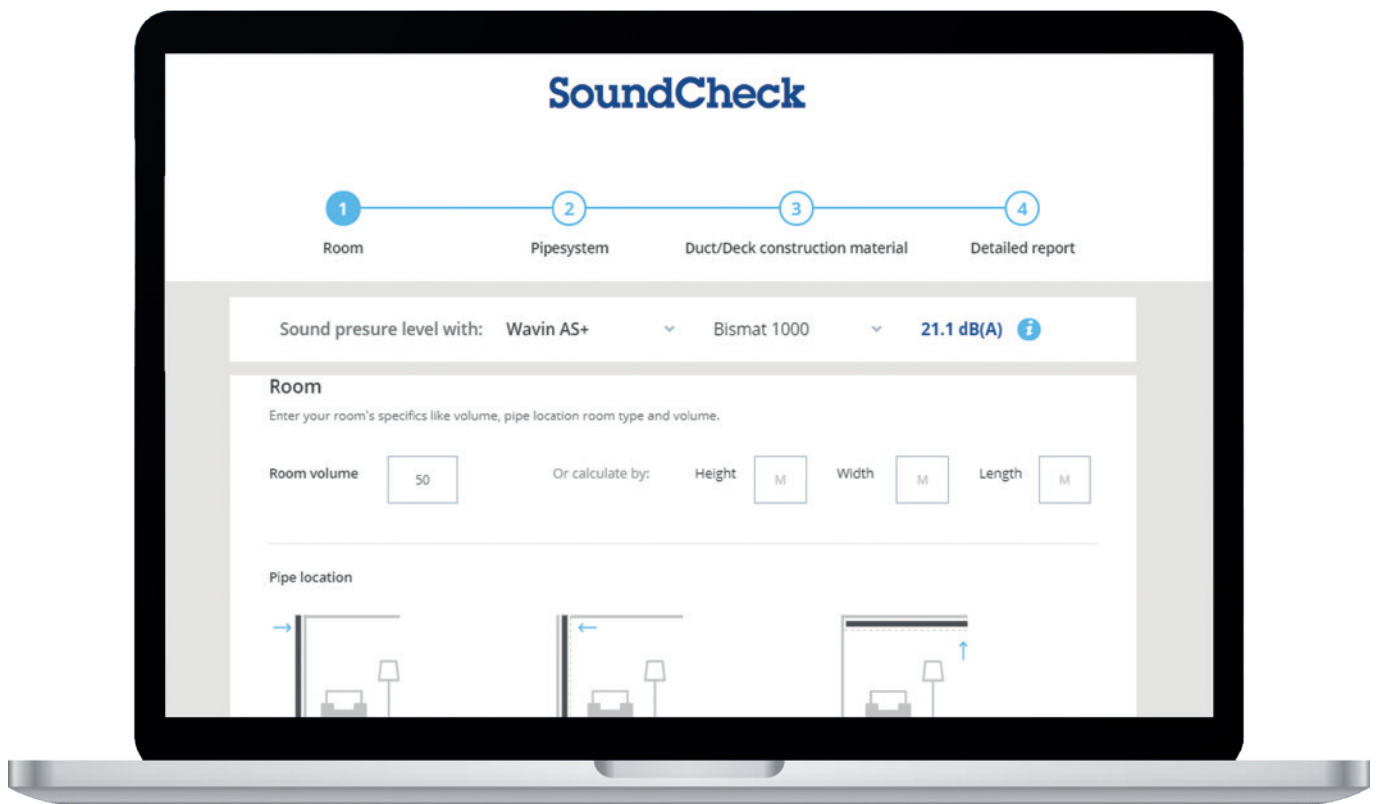 SoundCheck
1 2 3 4
Room Pipesystem Duct/Deck construction material Detailed report
Sound presure level with: Wavin AS+ Bismat 1000 21.1 dB(A) i
Room
Enter your room's specifics like volume, pipe location room type and volume.
Room volume 50 Or calculate by: Height M Width M Length M
Pipe location